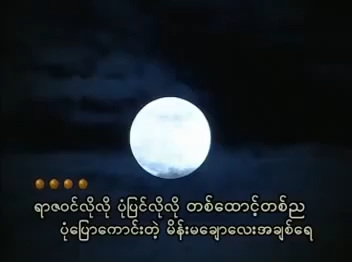 ရာဇဝင်လိုလို ပုံပြင်လိုလို တစ်ထောင့်တစ်ည
ပုံပြောကောင်းတဲ့ မိန်းမချောလေးအချစ်ရေ